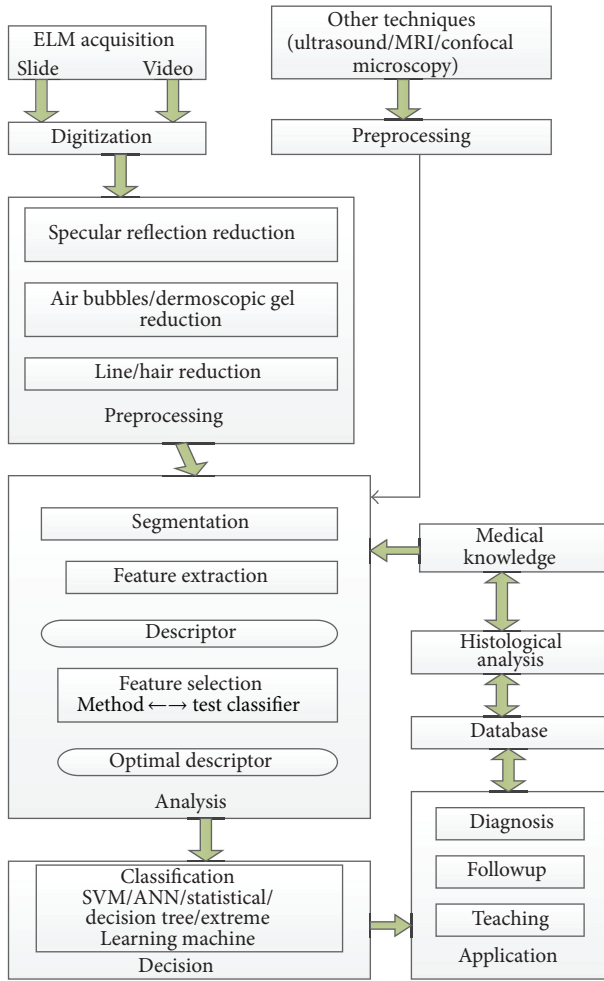 ELM acquisition
Slide Video
Digitization
Other techniques
(ultrasound/MRI/confocal
microscopy)
Preprocessing
Specular reflection reduction
Air bubbles/dermoscopic gel
reduction
Line/hair reduction
Preprocessing
Segmentation
Feature extraction
Descriptor
Feature selection
Method ←→ test classifier
Optimal descriptor
Analysis
Medical
knowledge
Histological
analysis
Database
Diagnosis
Followup
Teaching
Application
Classification
SVM/ANN/statistical/
decision tree/extreme
Learning machine
Decision